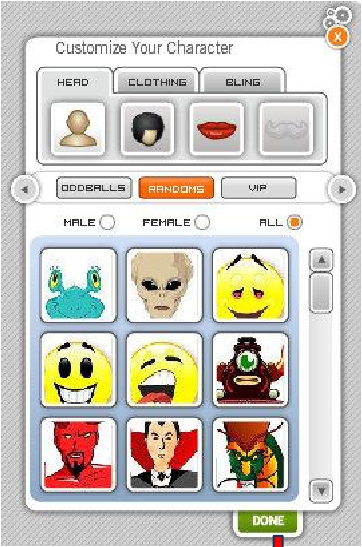 X
Customize Your Character
HEAD CLOTHING BLING
ODDBALLS RANDOMS VIP
MALE FEMALE ALL
DONE